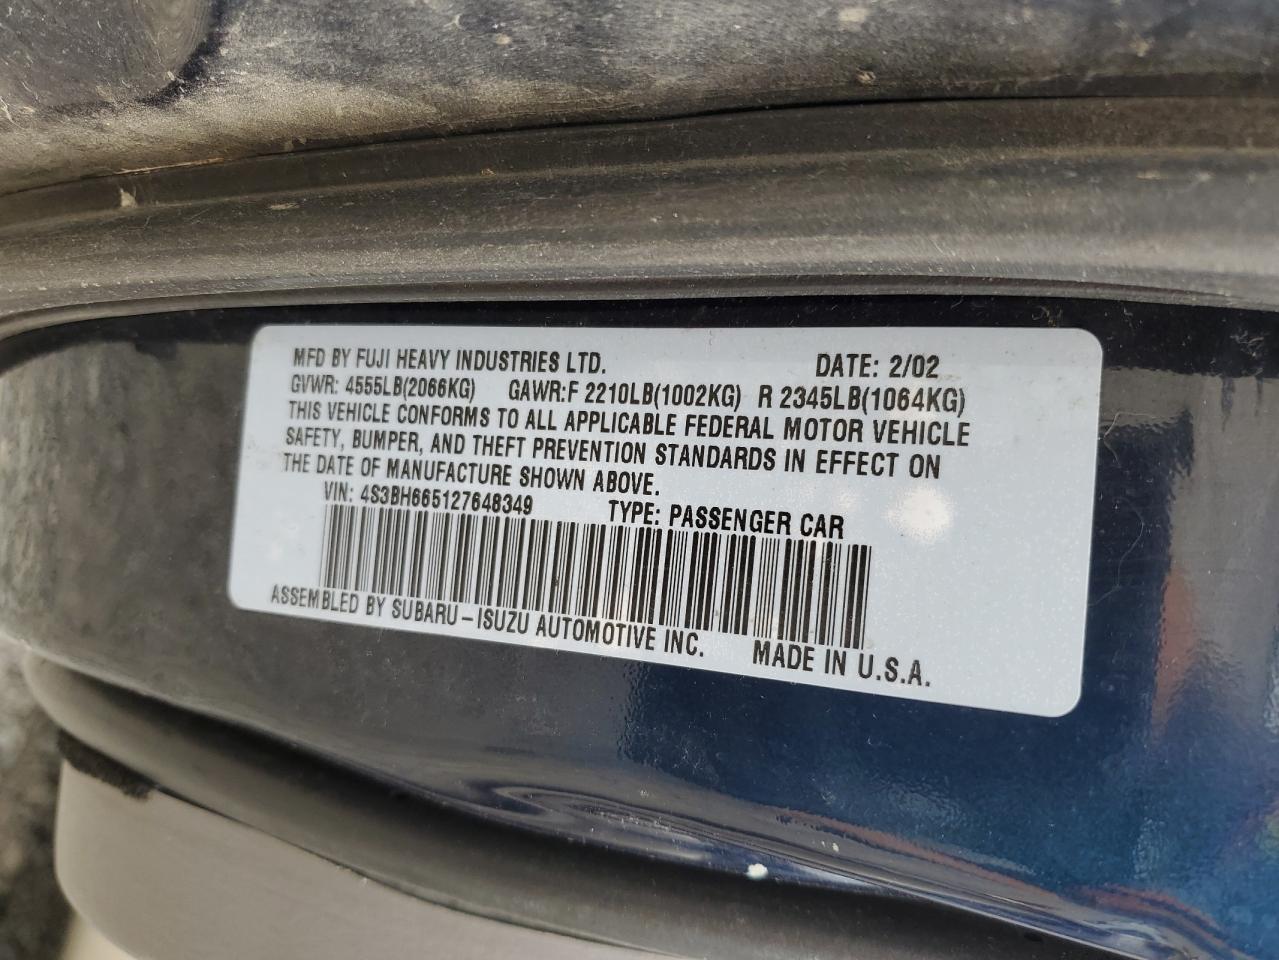 MFD BY FUJI HEAVY INDUSTRIES LTD. DATE: 2/02
GVWR: 4555LB(2066KG) GAWR:F 2210LB(1002KG) R 2345LB(1064KG)
THIS VEHICLE CONFORMS TO ALL APPLICABLE FEDERAL MOTOR VEHICLE
SAFETY, BUMPER, AND THEFT PREVENTION STANDARDS IN EFFECT ON
THE DATE OF MANUFACTURE SHOWN ABOVE.
VIN: 4S3BH665127648349 TYPE: PASSENGER CAR
ASSEMBLED BY SUBARU-ISUZU AUTOMOTIVE INC. MADE IN U.S.A.